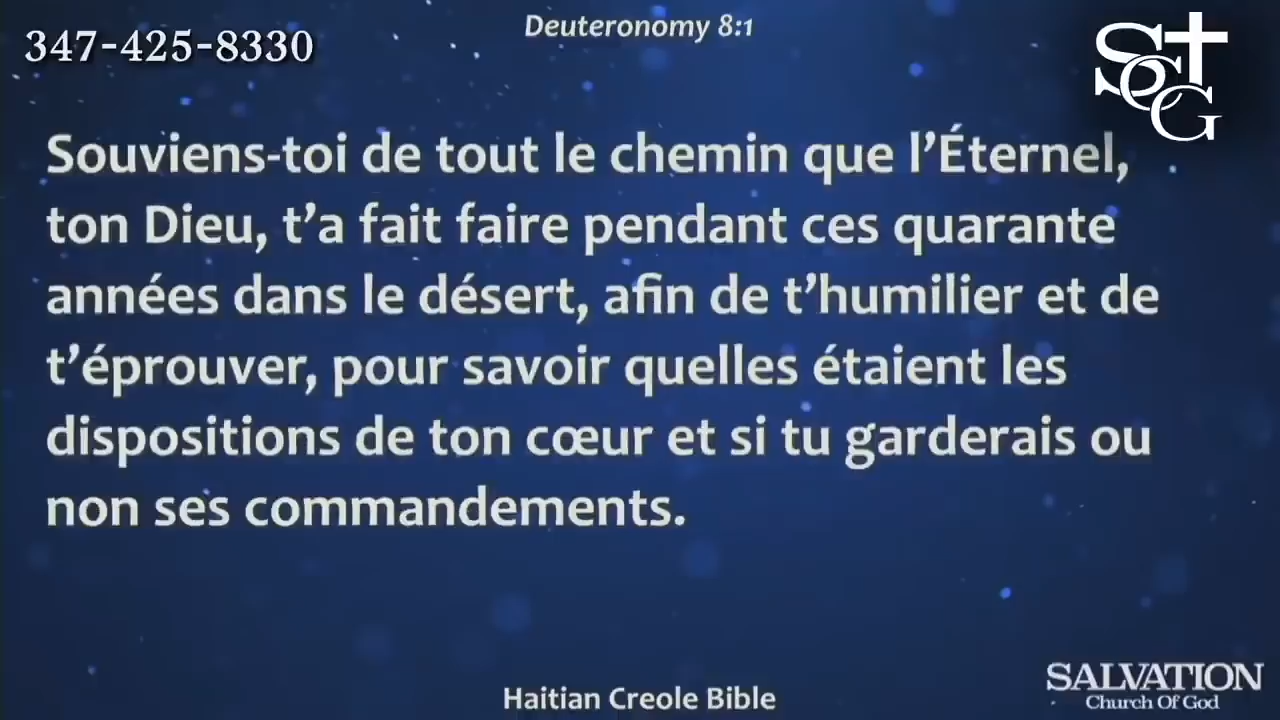 Deuteronomy 8:1
347-425-8330
SCG
Souviens-toi de tout le chemin que l’Éternel,
ton Dieu, t’a fait faire pendant ces quarante
années dans le désert, afin de t’humilier et de
t’éprouver, pour savoir quelles étaient les
dispositions de ton cœur et si tu garderais ou
non ses commandements.
Haitian Creole Bible
SALVATION
Church Of God